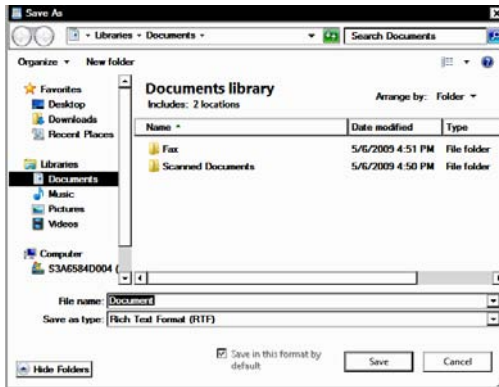 Save As
Libraries Documents
Search Documents
Organize New folder
Favorites
Desktop
Downloads
Recent Places
Libraries
Documents
Music
Pictures
Videos
Computer
S3A6584D004 (
Documents library
Includes: 2 locations
Arrange by: Folder
Name Date modified Type
Fax 5/6/2009 4:51 PM File folder
Scanned Documents 5/6/2009 4:50 PM File folder
File name: Document
Save as type: Rich Text Format (RTF)
Save in this format by
default
Hide Folders
Save
Cancel